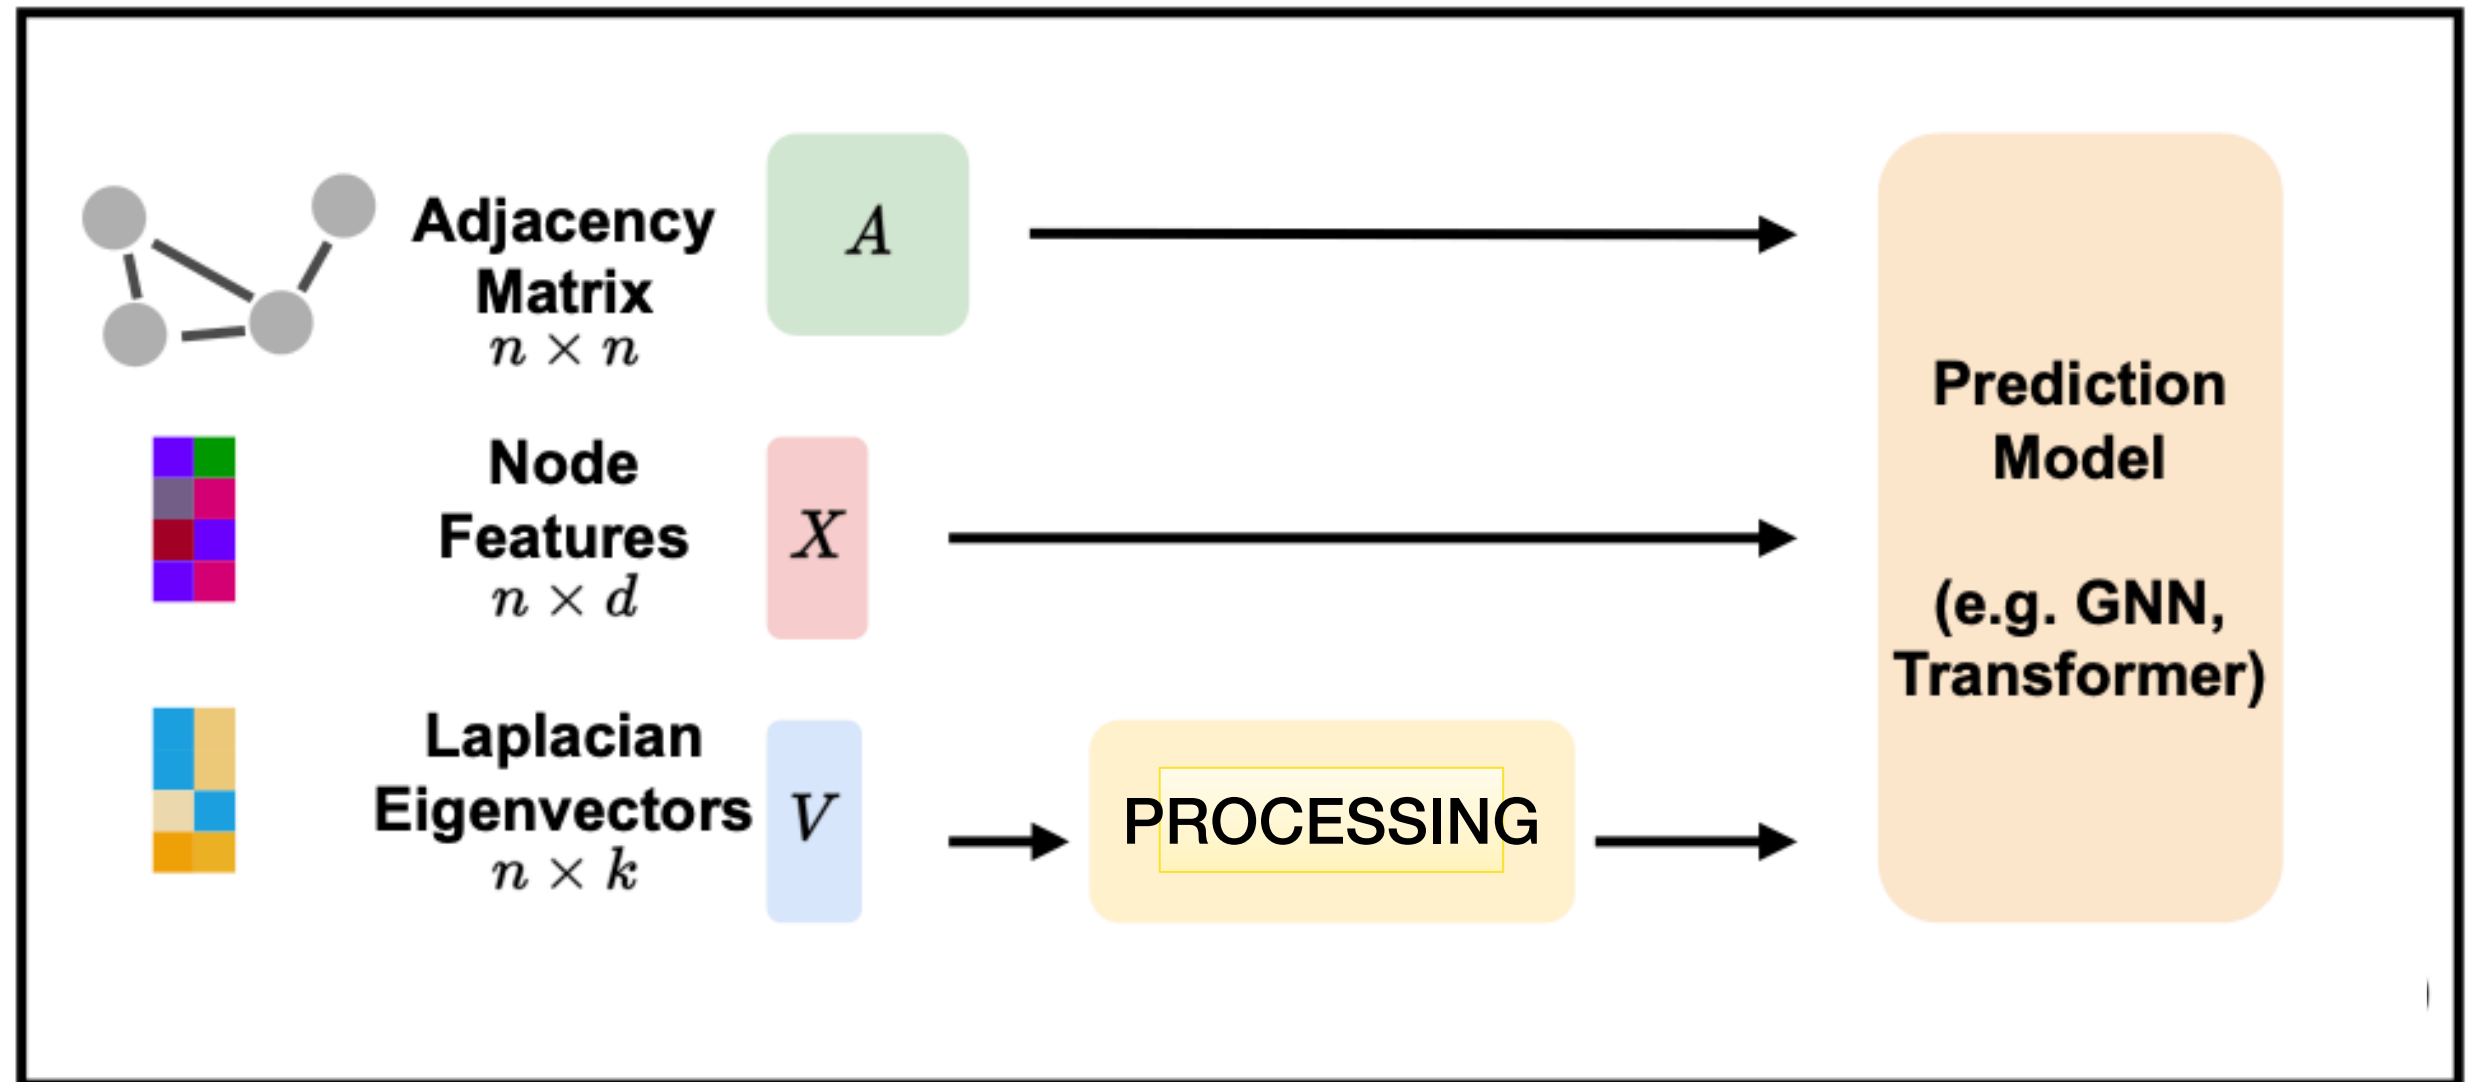 Adjacency
Matrix
n × n
A
Node
Features
n × d
X
Laplacian
Eigenvectors
n × k
V
PROCESSING
Prediction
Model
(e.g. GNN,
Transformer)